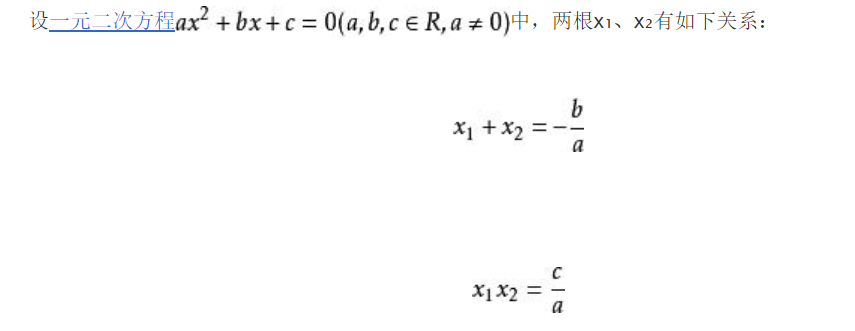 设一元二次方程ax² + bx + c = 0(a, b, c ∈ R, a ≠ 0)中，两根x₁、x₂有如下关系：
x₁ + x₂ = -b/a
x₁x₂ = c/a